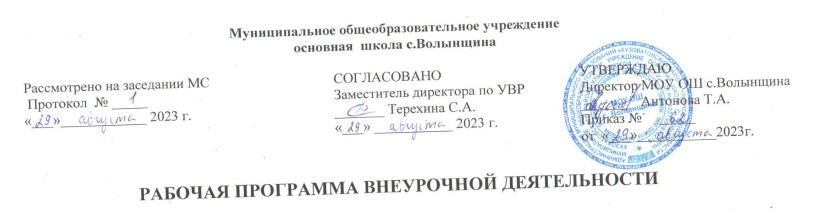 Муниципальное общеобразовательное учреждение
основная школа с.Волынщина
Рассмотрено на заседании МС
Протокол № 1
«29» августа 2023 г.
СОГЛАСОВАНО
Заместитель директора по УВР
Терехина С.А.
«29» августа 2023 г.
УТВЕРЖДАЮ
Директор МОУ ОШ с.Волынщина
Антонова Т.А.
Приказ № 62
от «29» августа 2023г.
РАБОЧАЯ ПРОГРАММА ВНЕУРОЧНОЙ ДЕЯТЕЛЬНОСТИ